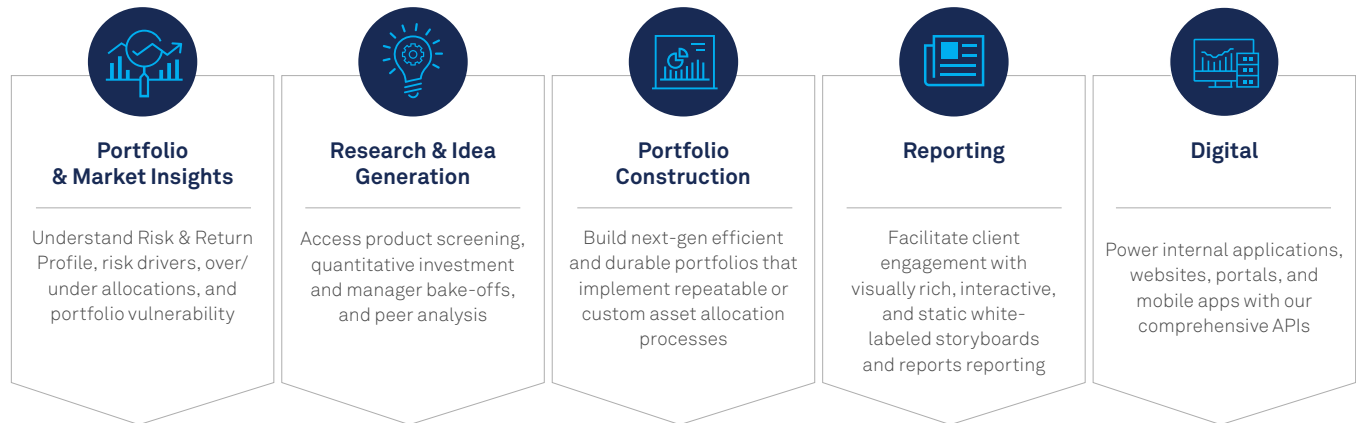 Portfolio
& Market Insights
Understand Risk & Return
Profile, risk drivers, over/
under allocations, and
portfolio vulnerability
Research & Idea
Generation
Access product screening,
quantitative investment
and manager bake-offs,
and peer analysis
Portfolio
Construction
Build next-gen efficient
and durable portfolios that
implement repeatable or
custom asset allocation
processes
Reporting
Facilitate client
engagement with
visually rich, interactive,
and static white-
labeled storyboards
and reports reporting
Digital
Power internal applications,
websites, portals, and
mobile apps with our
comprehensive APIs